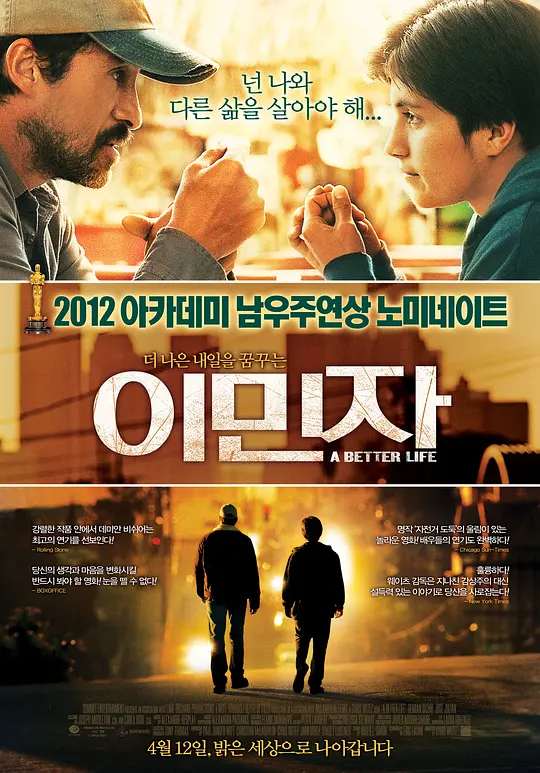 넌 나와
다른 삶을 살아야 해...
2012 아카데미 남우주연상 노미네이트
더 나은 내일을 꿈꾸는
이민자
A BETTER LIFE
강렬한 작품 안에서 데미안 비쉬어는
최고의 연기를 선보인다!
– Rolling Stone
당신의 생각과 마음을 변화시킬
반드시 봐야 할 영화! 눈을 뗄 수 없다!
– BOXOFFICE
명작 '자전거 도둑'의 울림이 있는
놀라운 영화! 배우들의 연기도 완벽하다!
– Chicago Sun-Times
훌륭하다!
웨이츠 감독은 지나친 감상주의 대신
설득력 있는 이야기로 당신을 사로잡는다!
– New York Times
4월 12일, 밝은 세상으로 나아갑니다